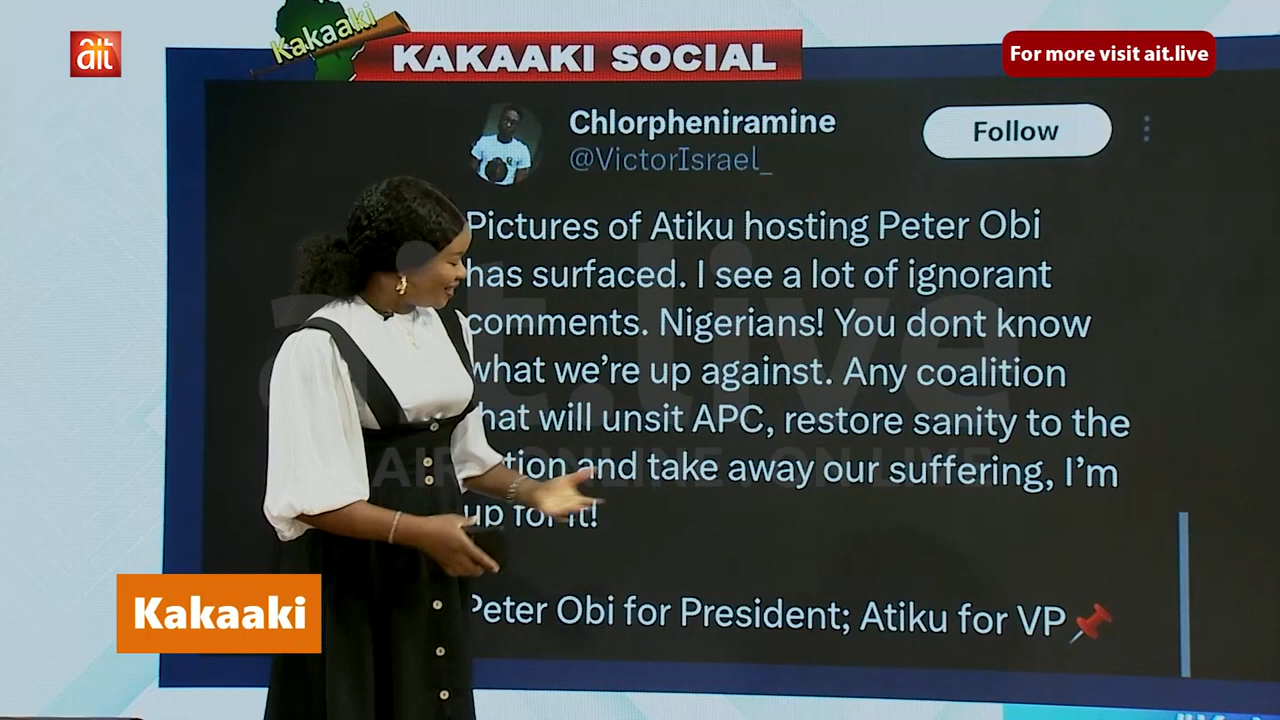 Kakaaki
KAKAAKI SOCIAL
ait
For more visit ait.live
Chlorpheniramine
@VictorIsrael_
Follow
Pictures of Atiku hosting Peter Obi
has surfaced. I see a lot of ignorant
comments. Nigerians! You dont know
what we're up against. Any coalition
that will unsit APC, restore sanity to the
and take away our suffering, I'm
up for it!
Peter Obi for President; Atiku for VP
ait.live
Kakaaki